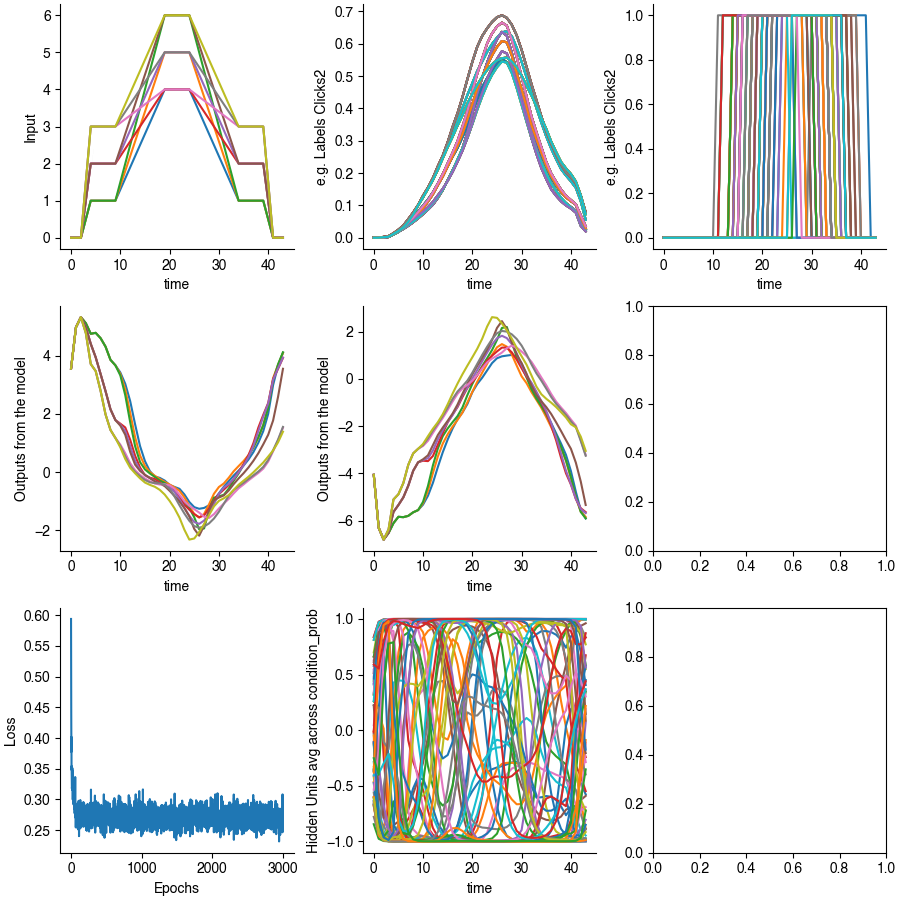 Input
6
5
4
3
2
1
0
0 10 20 30 40
time
e.g. Labels Clicks2
0.7
0.6
0.5
0.4
0.3
0.2
0.1
0.0
0 10 20 30 40
time
e.g. Labels Clicks2
1.0
0.8
0.6
0.4
0.2
0.0
0 20 40
time
Outputs from the model
4
2
0
−2
0 10 20 30 40
time
Outputs from the model
2
0
−2
−4
−6
0 10 20 30 40
time
1.0
0.8
0.6
0.4
0.2
0.0
0.0 0.2 0.4 0.6 0.8 1.0
Loss
0.60
0.55
0.50
0.45
0.40
0.35
0.30
0.25
0 1000 2000 3000
Epochs
Hidden Units avg across condition_prob
1.0
0.5
0.0
−0.5
−1.0
0 10 20 30 40
time
1.0
0.8
0.6
0.4
0.2
0.0
0.0 0.2 0.4 0.6 0.8 1.0